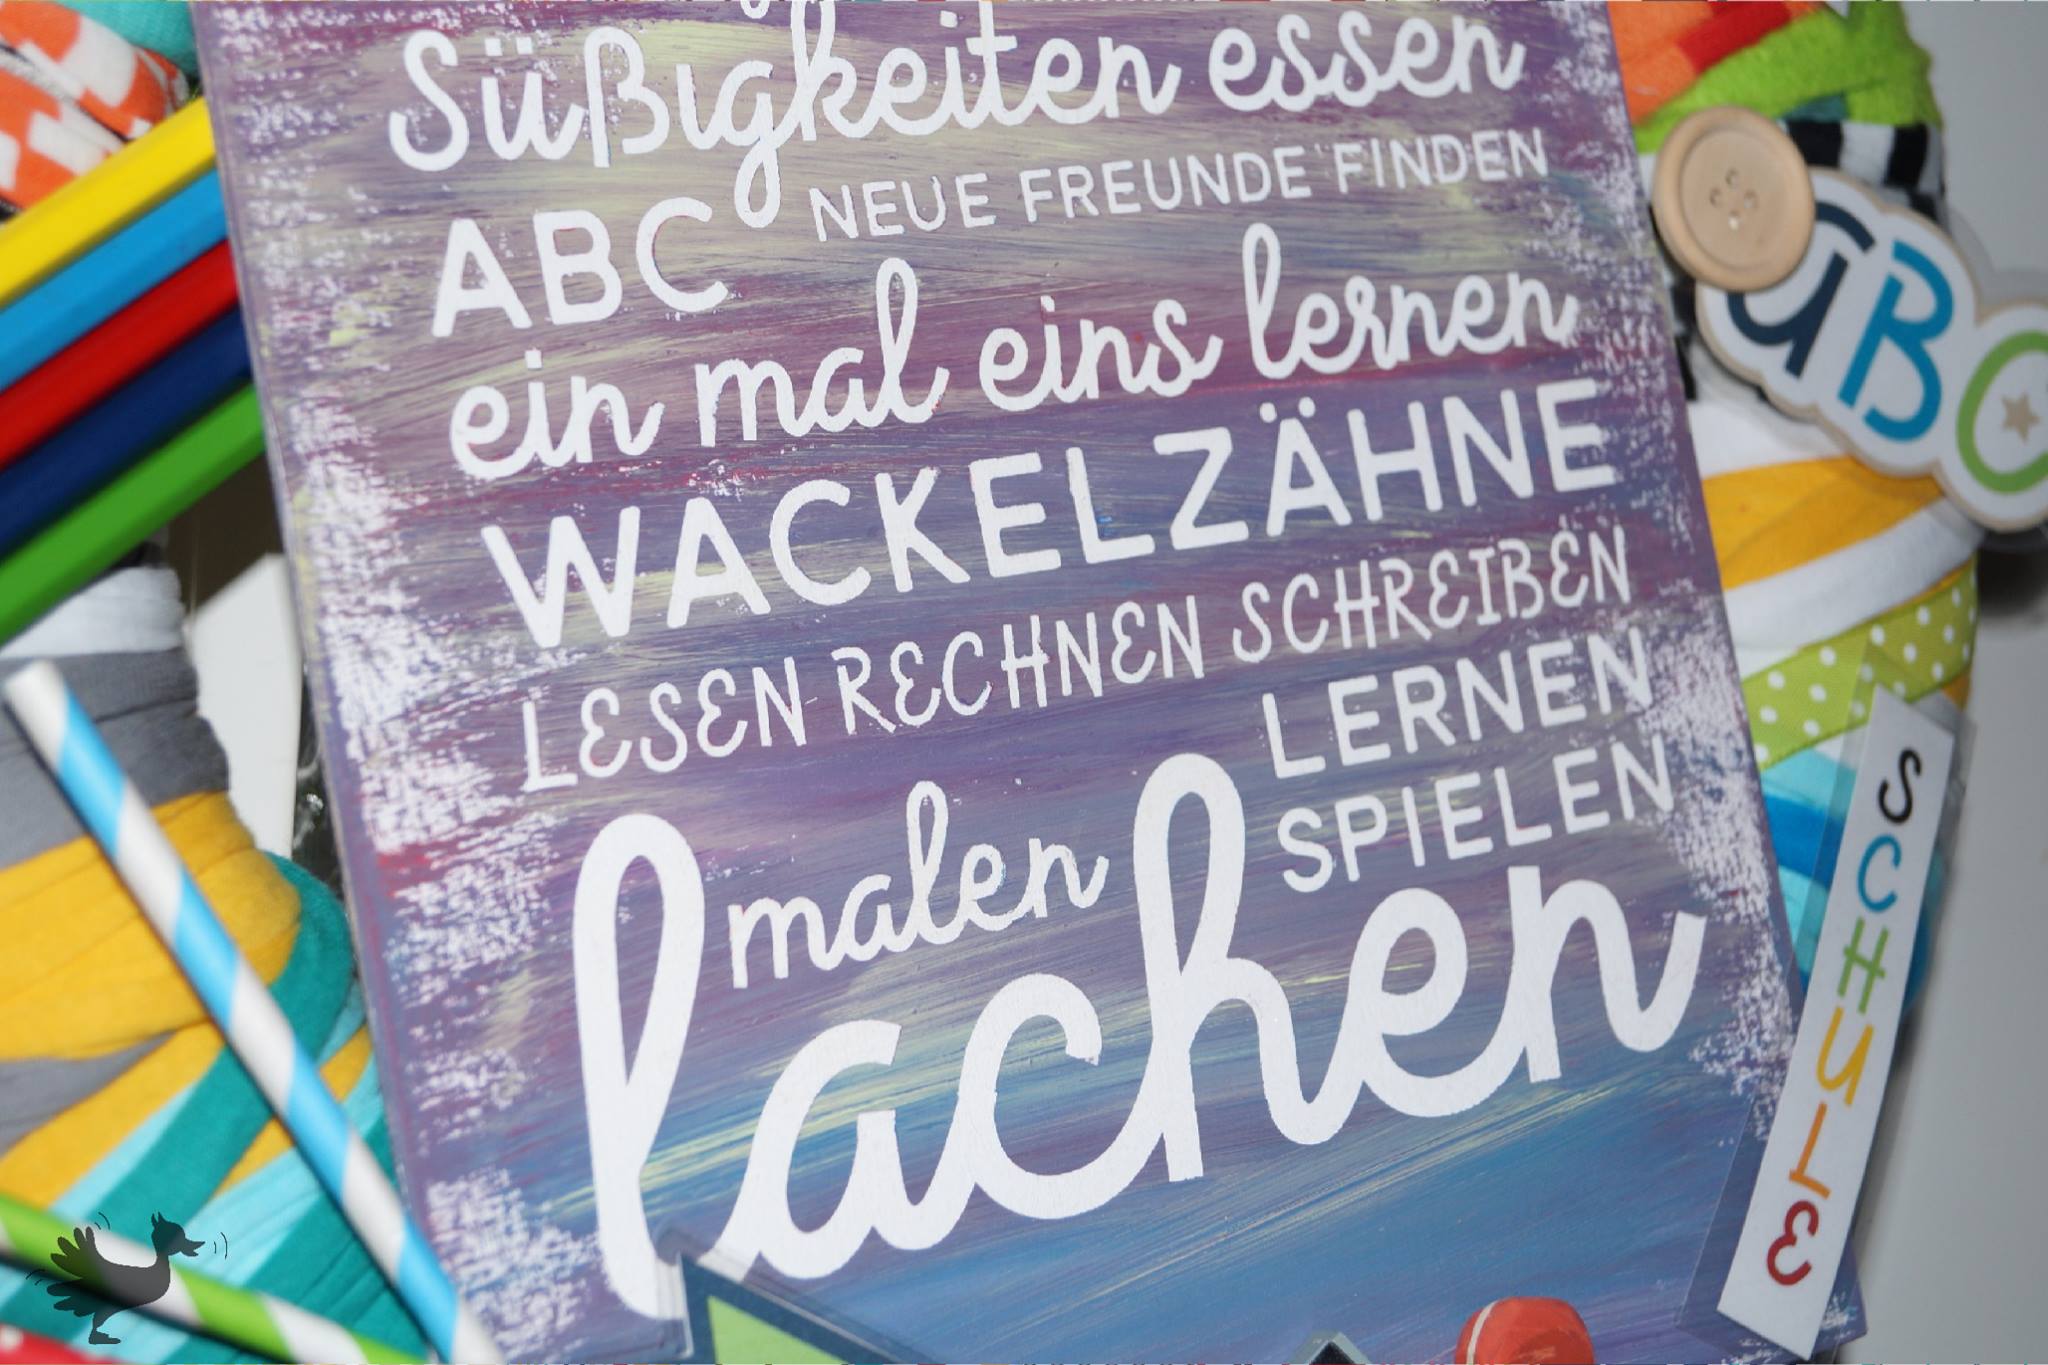 Süßigkeiten essen
ABC NEUE FREUNDE FINDEN
ein mal eins lernen
WACKELZÄHNE
LESEN RECHNEN SCHREIBEN
malen LERNEN
SPIELEN
lachen
aBC
SCHULE